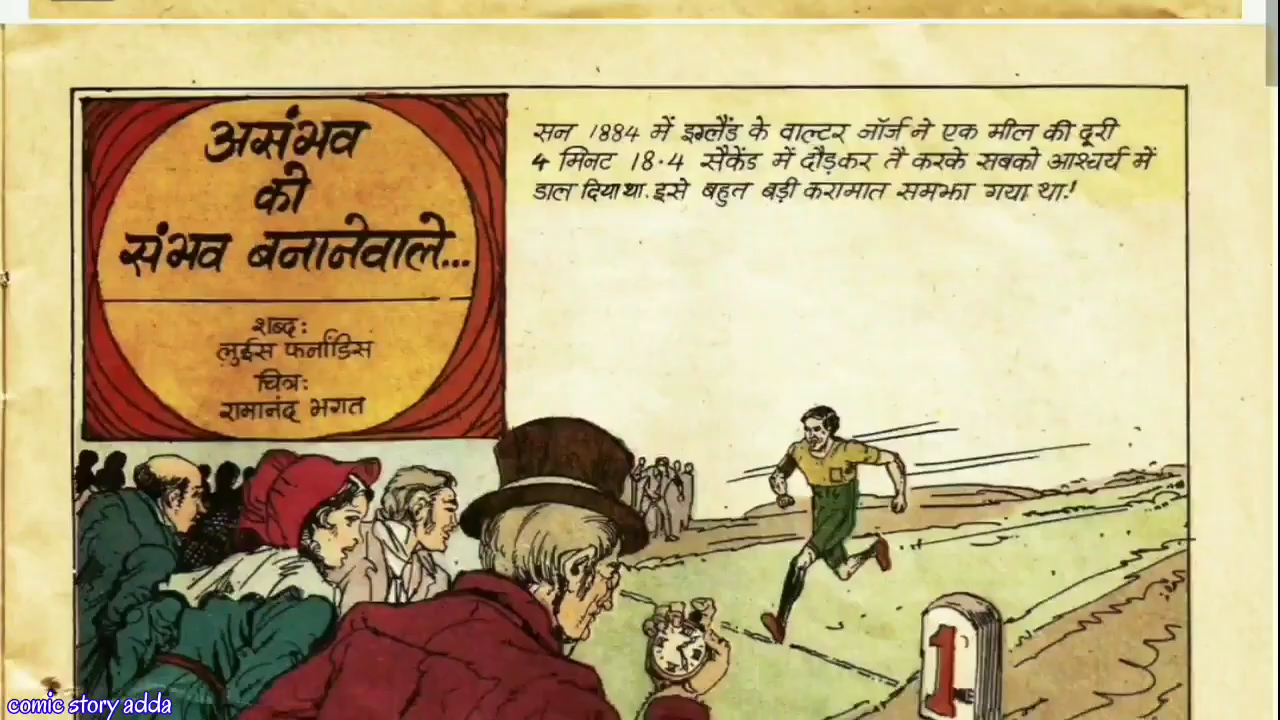 असंभव
को
संभव बनानेवाले...
शब्द:
लुईस फर्नांडिस
चित्र:
रामानंद भगत
सन 1884 में इंग्लैंड के वाल्टर जॉर्ज ने एक मील की दूरी
4 मिनट 18.4 सैकेंड में दौड़कर तै करके सबको आश्चर्य में
डाल दिया था. इसे बहुत बड़ी करामात समझा गया था!
1
comic story adda